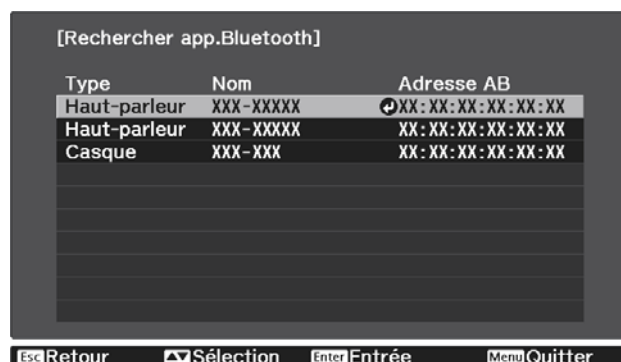 [Rechercher app.Bluetooth]
Type Nom Adresse AB
Haut-parleur XXX-XXXXX XX:XX:XX:XX:XX:XX
Haut-parleur XXX-XXXXX XX:XX:XX:XX:XX:XX
Casque XXX-XXX XX:XX:XX:XX:XX:XX
Esc Retour Sélection Enter Entrée Menu Quitter